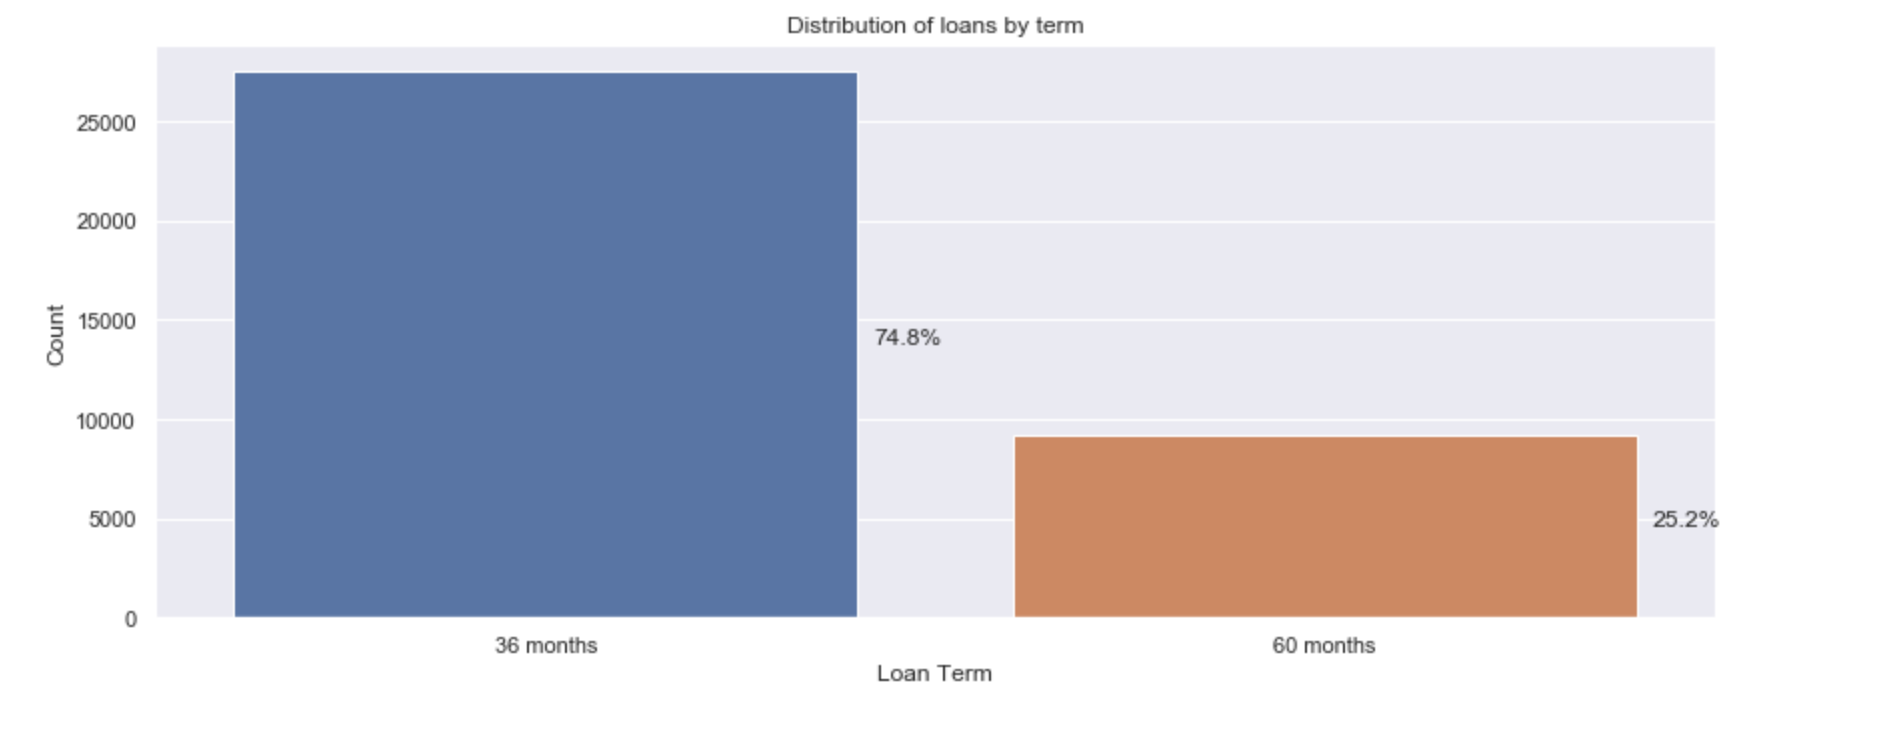 Distribution of loans by term
25000
20000
15000
10000
5000
0
Count
74.8%
25.2%
36 months
60 months
Loan Term